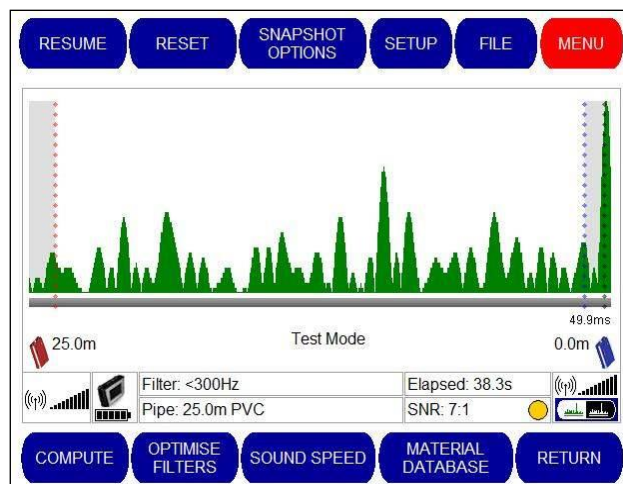 RESUME
RESET
SNAPSHOT
OPTIONS
SETUP
FILE
MENU
49.9ms
25.0m
Test Mode
0.0m
Filter: <300Hz
Elapsed: 38.3s
Pipe: 25.0m PVC
SNR: 7:1
COMPUTE
OPTIMISE
FILTERS
SOUND SPEED
MATERIAL
DATABASE
RETURN